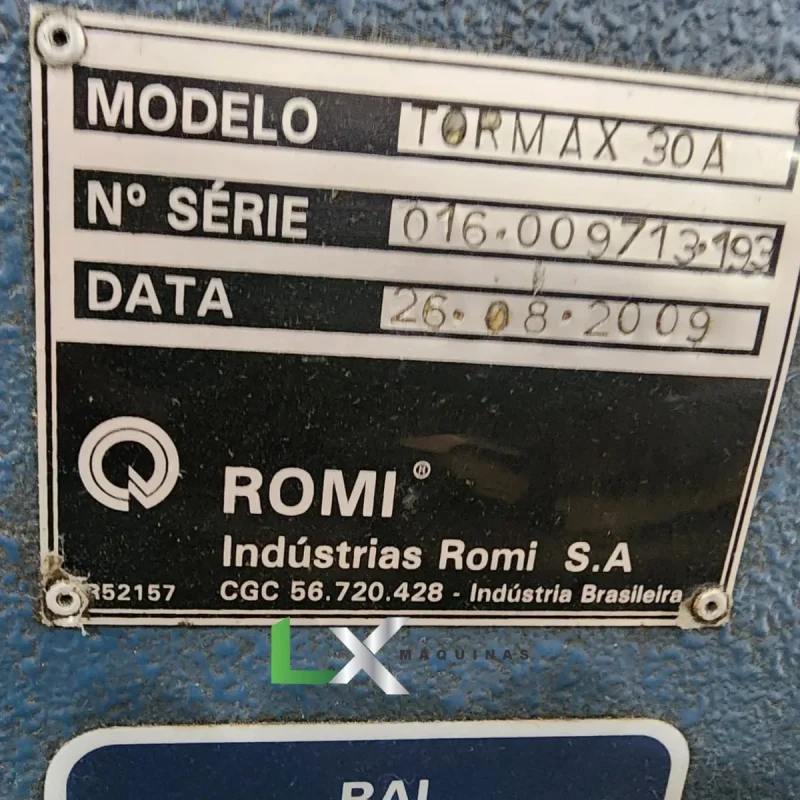 MODELO TORMAX 30A
Nº SÉRIE 016.009713.193
DATA 26.08.2009
ROMI®
Indústrias Romi S.A
R52157 CGC 56.720.428 - Indústria Brasileira
LX MÁQUINAS